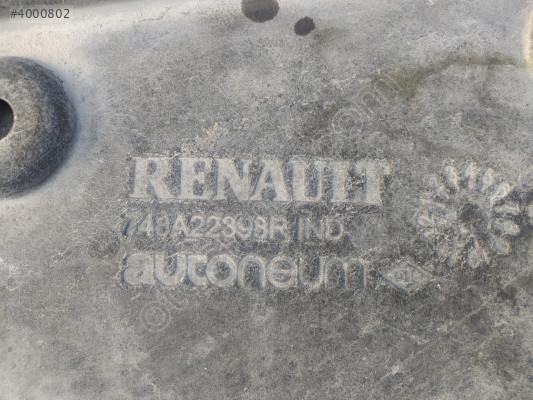 #4000802
RENAULT
748A22398R IND
autoneum